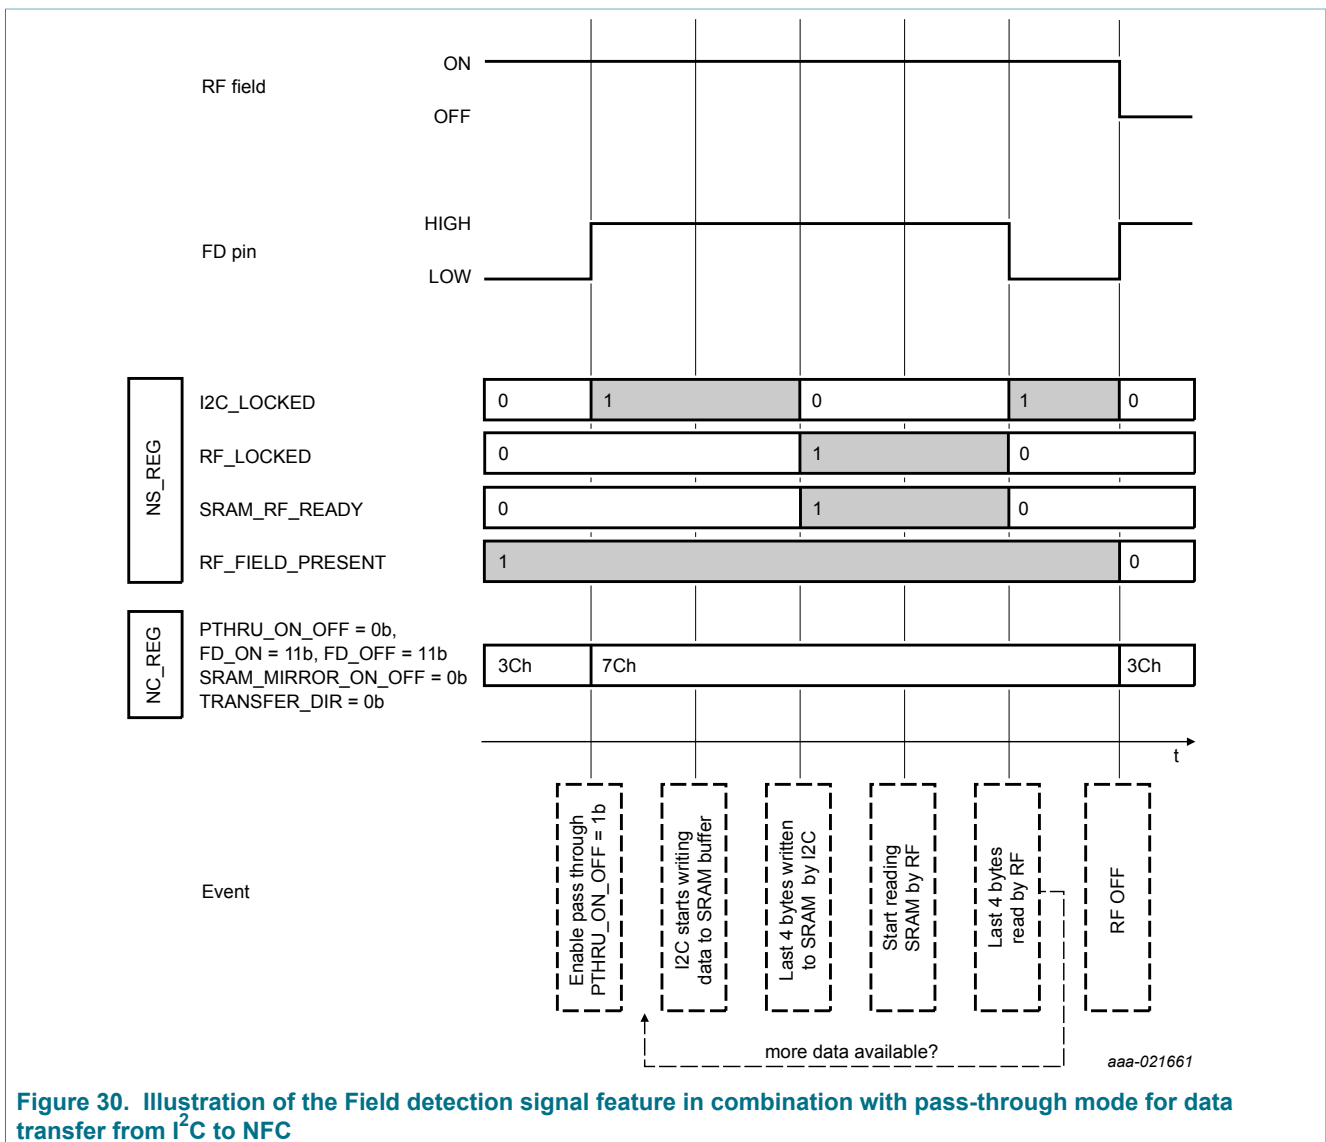 ON
RF field
OFF
HIGH
FD pin
LOW
NS_REG
I2C_LOCKED
0 1 0 1 0
RF_LOCKED
0 1 0
SRAM_RF_READY
0 1 0
RF_FIELD_PRESENT
1 0
NC_REG
PTHRU_ON_OFF = 0b,
FD_ON = 11b, FD_OFF = 11b
SRAM_MIRROR_ON_OFF = 0b
TRANSFER_DIR = 0b
3Ch 7Ch 3Ch
t
Event
Enable pass through
PTHRU_ON_OFF = 1b
I2C starts writing
data to SRAM buffer
Last 4 bytes written
to SRAM by I2C
Start reading
SRAM by RF
Last 4 bytes
read by RF
RF OFF
more data available?
aaa-021661
Figure 30. Illustration of the Field detection signal feature in combination with pass-through mode for data
transfer from I²C to NFC